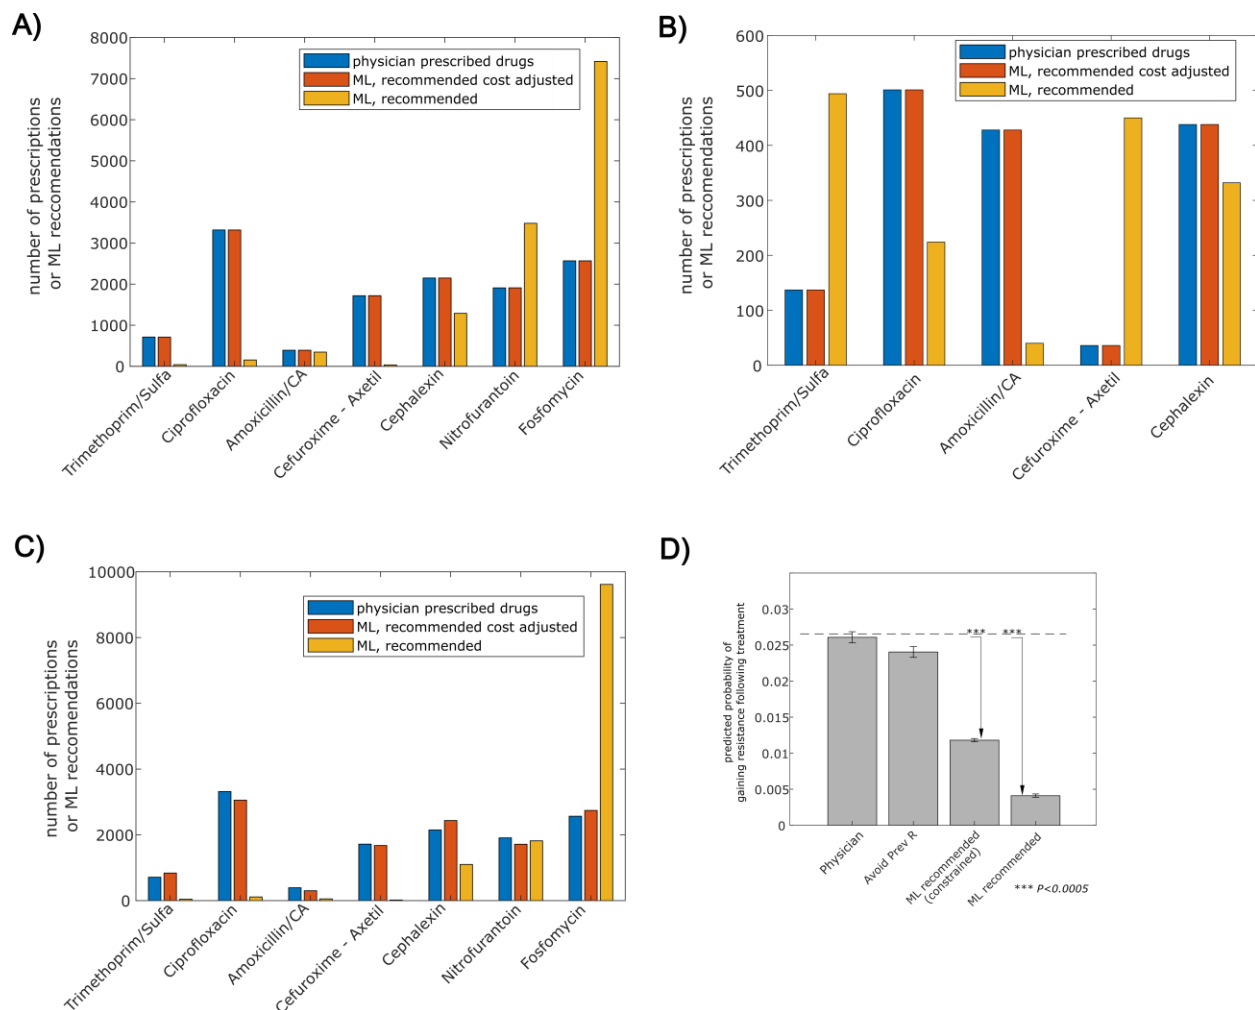 A)
8000
7000
6000
5000
4000
3000
2000
1000
0
number of prescriptions
or ML reccomendations
physician prescribed drugs
ML, recommended cost adjusted
ML, recommended
Trimethoprim/Sulfa
Ciprofloxacin
Amoxicillin/CA
Cefuroxime - Axetil
Cephalexin
Nitrofurantoin
Fosfomycin
B)
600
500
400
300
200
100
0
number of prescriptions
or ML reccomendations
physician prescribed drugs
ML, recommended cost adjusted
ML, recommended
Trimethoprim/Sulfa
Ciprofloxacin
Amoxicillin/CA
Cefuroxime - Axetil
Cephalexin
C)
10000
8000
6000
4000
2000
0
number of prescriptions
or ML reccomendations
physician prescribed drugs
ML, recommended cost adjusted
ML, recommended
Trimethoprim/Sulfa
Ciprofloxacin
Amoxicillin/CA
Cefuroxime - Axetil
Cephalexin
Nitrofurantoin
Fosfomycin
D)
0.03
0.025
0.02
0.015
0.01
0.005
0
predicted probability of
gaining resistance following treatment
*** ***
Physician
Avoid Prev R
ML recommended
(constrained)
ML recommended
*** P<0.0005